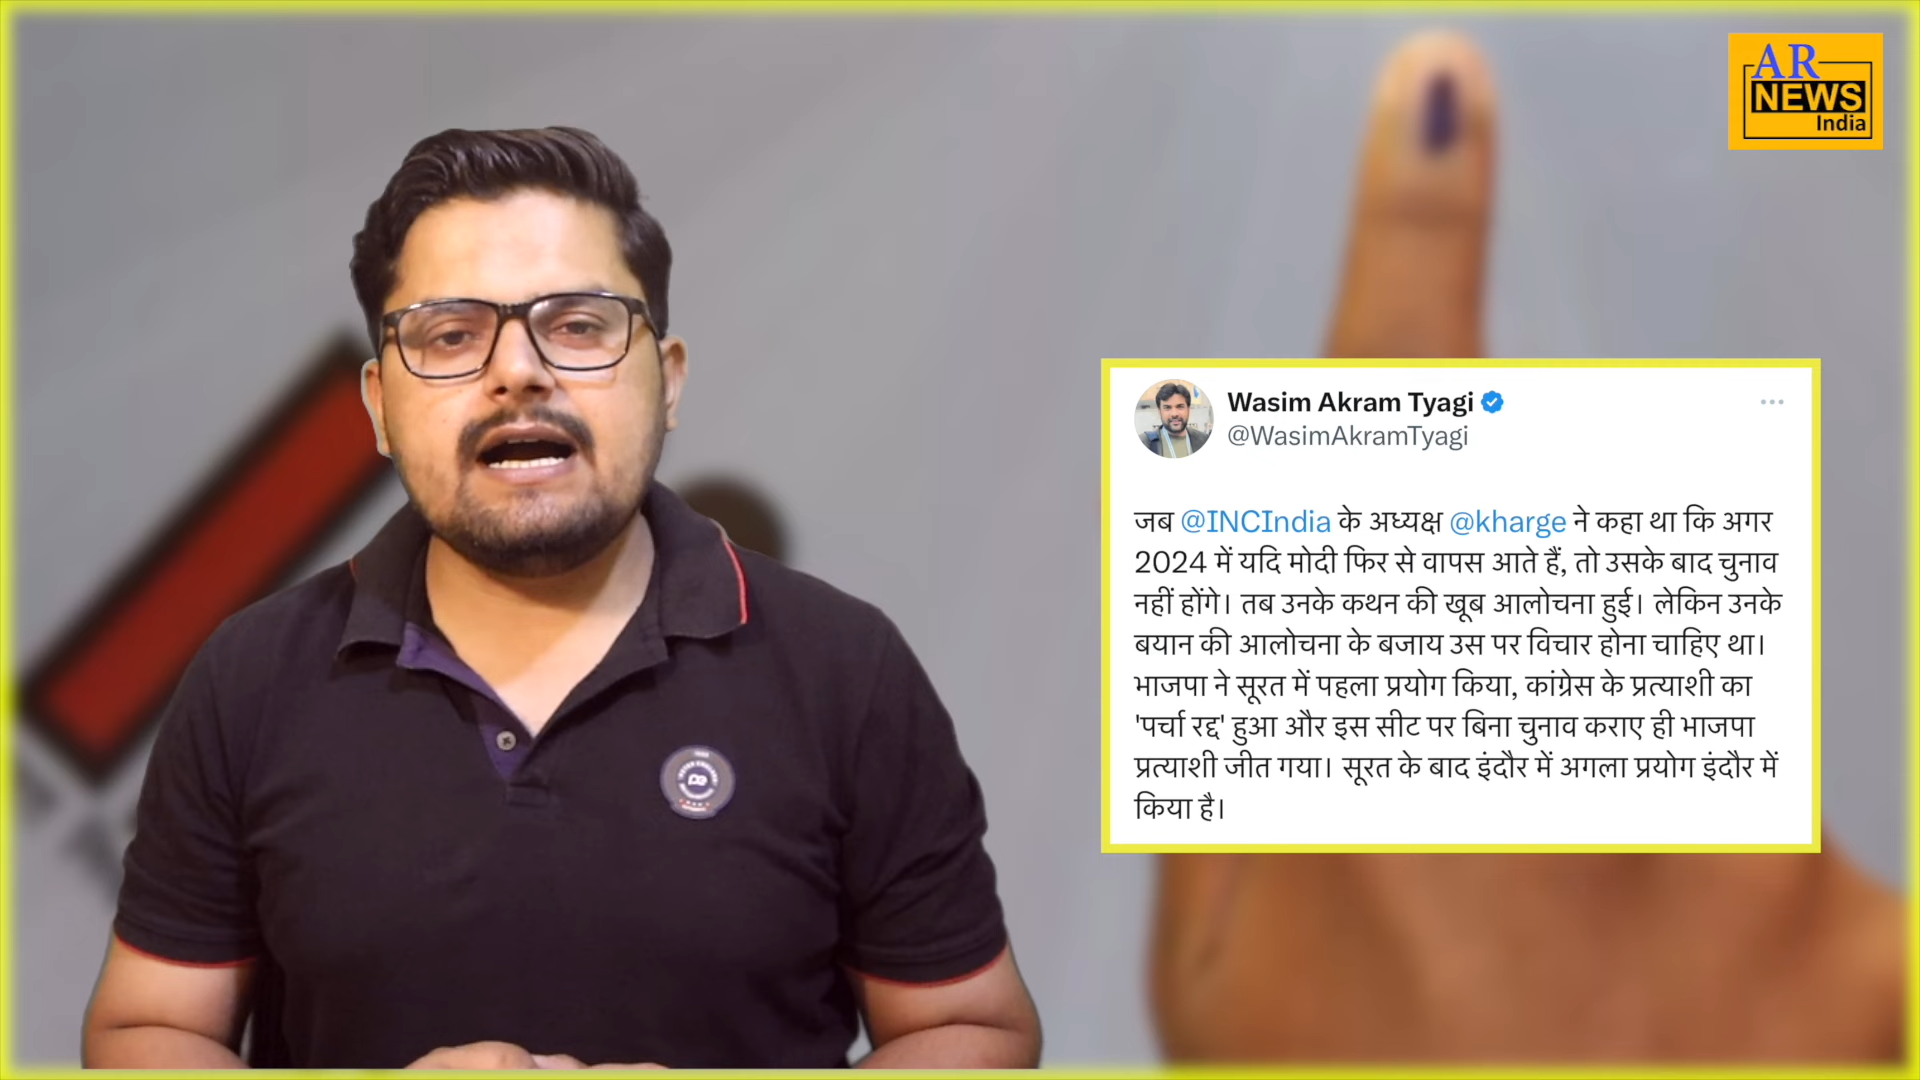 AR
NEWS
India
Wasim Akram Tyagi
@WasimAkramTyagi
जब @INCIndia के अध्यक्ष @kharge ने कहा था कि अगर
2024 में यदि मोदी फिर से वापस आते हैं, तो उसके बाद चुनाव
नहीं होंगे। तब उनके कथन की खूब आलोचना हुई। लेकिन उनके
बयान की आलोचना के बजाय उस पर विचार होना चाहिए था।
भाजपा ने सूरत में पहला प्रयोग किया, कांग्रेस के प्रत्याशी का
'पर्चा रद्द' हुआ और इस सीट पर बिना चुनाव कराए ही भाजपा
प्रत्याशी जीत गया। सूरत के बाद इंदौर में अगला प्रयोग इंदौर में
किया है।